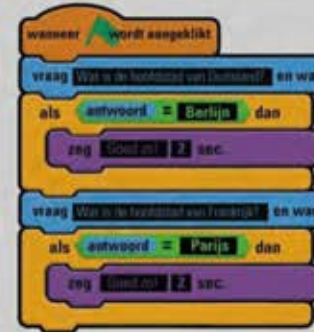 wanneer wordt aangeklikt
vraag Wat is de hoofdstad van Duitsland? en wa
als antwoord = Berlijn dan
zeg Goed zo! 2 sec.
vraag Wat is de hoofdstad van Frankrijk? en wa
als antwoord = Parijs dan
zeg Goed zo! 2 sec.